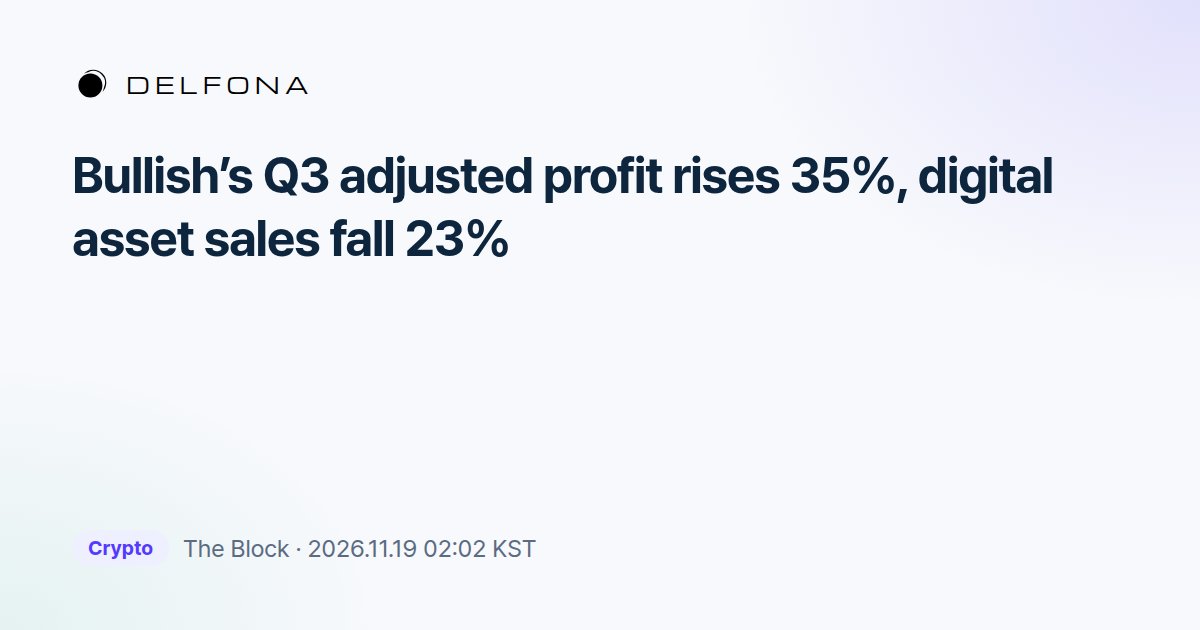 DELFONA
Bullish’s Q3 adjusted profit rises 35%, digital
asset sales fall 23%
Crypto The Block · 2026.11.19 02:02 KST